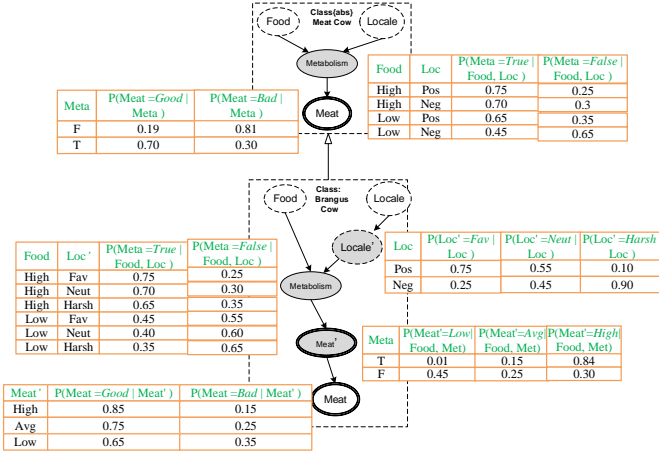 Class{abs}
Meat Cow
Food
Locale
Metabolism
Meat
Food Loc P(Meta =True | Food, Loc ) P(Meta =False | Food, Loc )
High Pos 0.75 0.25
High Neg 0.70 0.3
Low Pos 0.65 0.35
Low Neg 0.45 0.65
Meta P(Meat =Good | Meta ) P(Meat =Bad | Meta )
F 0.19 0.81
T 0.70 0.30
Class:
Brangus
Cow
Food
Locale
Locale'
Metabolism
Meat'
Meat
Food Loc ' P(Meta =True | Food, Loc ) P(Meta =False | Food, Loc )
High Fav 0.75 0.25
High Neut 0.70 0.30
High Harsh 0.65 0.35
Low Fav 0.45 0.55
Low Neut 0.40 0.60
Low Harsh 0.35 0.65
Loc P(Loc' =Fav | Loc ) P(Loc' =Neut | Loc ) P(Loc' =Harsh | Loc )
Pos 0.75 0.55 0.10
Neg 0.25 0.45 0.90
Meta P(Meat'=Low| Food, Met) P(Meat'=Avg| Food, Met) P(Meat'=High| Food, Met)
T 0.01 0.15 0.84
F 0.45 0.25 0.30
Meat ' P(Meat =Good | Meat' ) P(Meat =Bad | Meat' )
High 0.85 0.15
Avg 0.75 0.25
Low 0.65 0.35